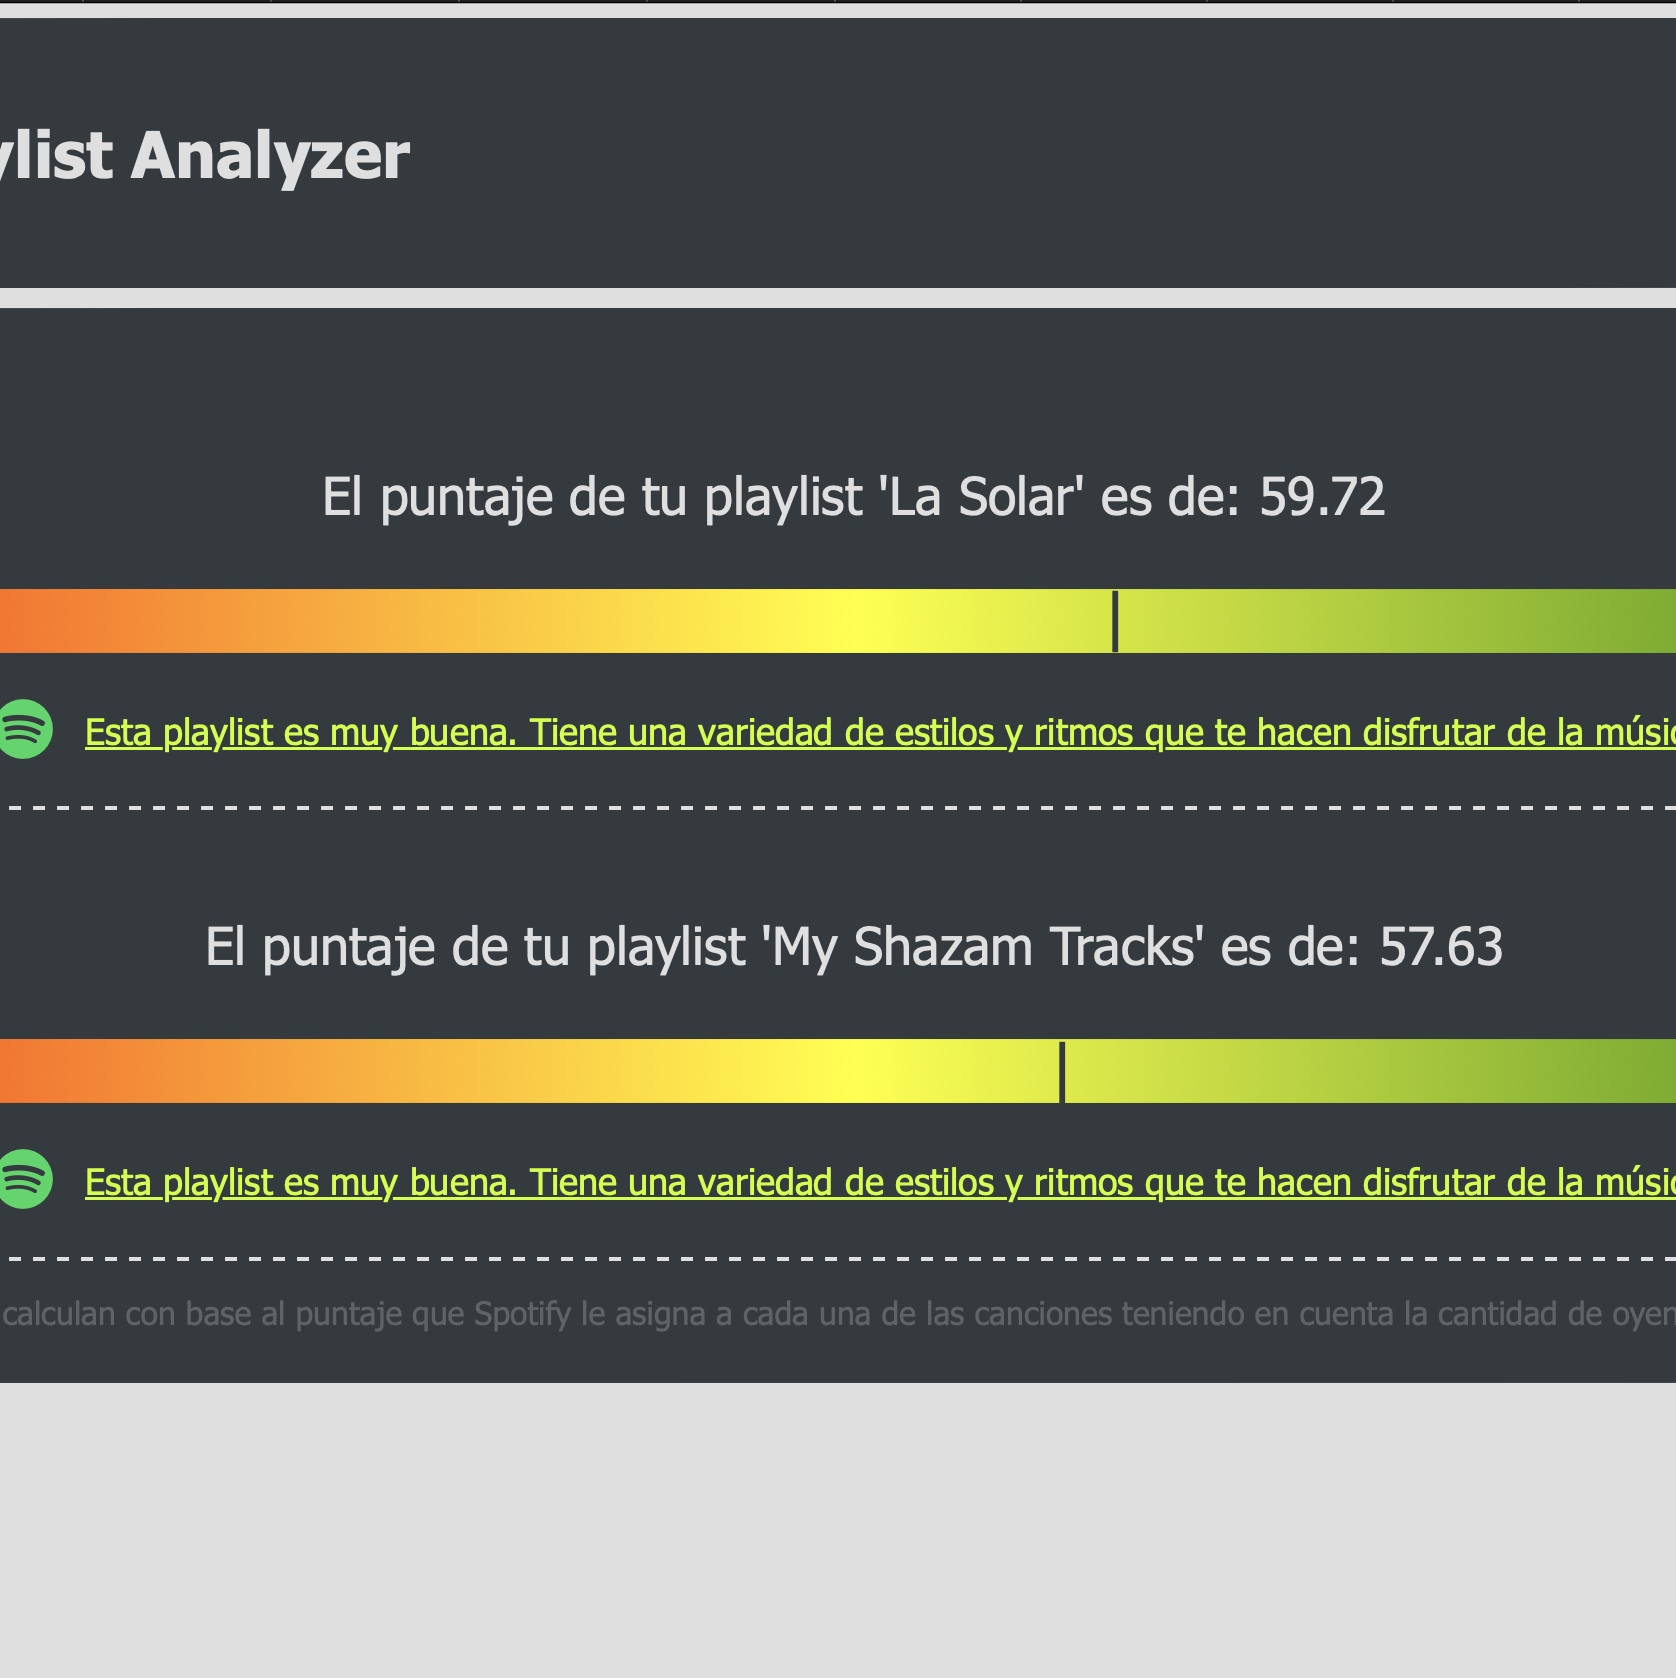 ylist Analyzer
El puntaje de tu playlist 'La Solar' es de: 59.72
Esta playlist es muy buena. Tiene una variedad de estilos y ritmos que te hacen disfrutar de la músic
El puntaje de tu playlist 'My Shazam Tracks' es de: 57.63
Esta playlist es muy buena. Tiene una variedad de estilos y ritmos que te hacen disfrutar de la músic
calculan con base al puntaje que Spotify le asigna a cada una de las canciones teniendo en cuenta la cantidad de oyen